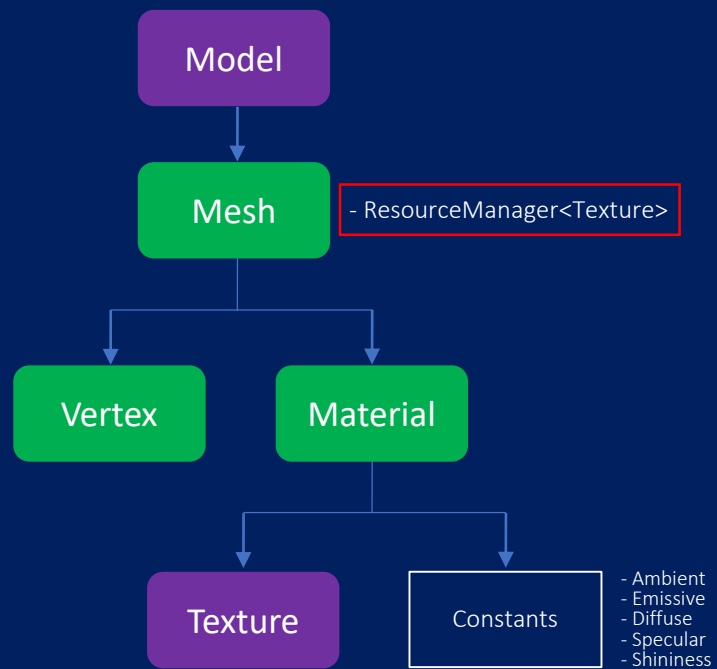 Model
Mesh
- ResourceManager<Texture>
Vertex
Material
Texture
Constants
- Ambient
- Emissive
- Diffuse
- Specular
- Shininess